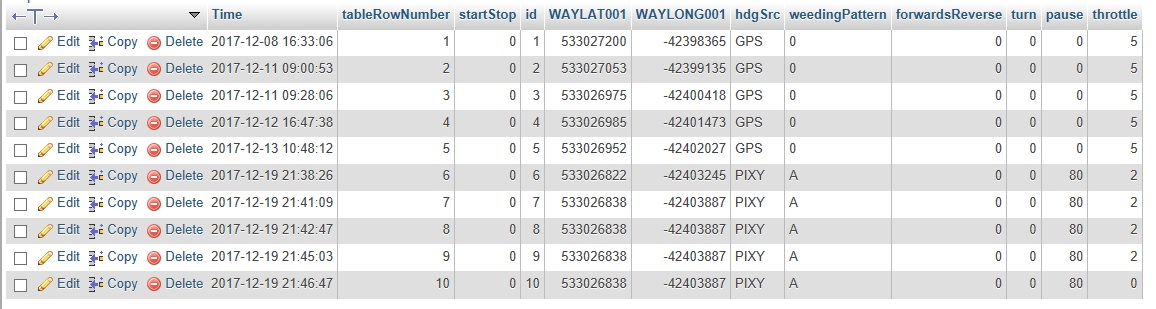 ←T→ Time tableRowNumber startStop id WAYLAT001 WAYLONG001 hdgSrc weedingPattern forwardsReverse turn pause throttle
Edit Copy Delete 2017-12-08 16:33:06 1 0 1 533027200 -42398365 GPS 0 0 0 0 5
Edit Copy Delete 2017-12-11 09:00:53 2 0 2 533027053 -42399135 GPS 0 0 0 0 5
Edit Copy Delete 2017-12-11 09:28:06 3 0 3 533026975 -42400418 GPS 0 0 0 0 5
Edit Copy Delete 2017-12-12 16:47:38 4 0 4 533026985 -42401473 GPS 0 0 0 0 5
Edit Copy Delete 2017-12-13 10:48:12 5 0 5 533026952 -42402027 GPS 0 0 0 0 5
Edit Copy Delete 2017-12-19 21:38:26 6 0 6 533026822 -42403245 PIXY A 0 0 80 2
Edit Copy Delete 2017-12-19 21:41:09 7 0 7 533026838 -42403887 PIXY A 0 0 80 2
Edit Copy Delete 2017-12-19 21:42:47 8 0 8 533026838 -42403887 PIXY A 0 0 80 2
Edit Copy Delete 2017-12-19 21:45:03 9 0 9 533026838 -42403887 PIXY A 0 0 80 2
Edit Copy Delete 2017-12-19 21:46:47 10 0 10 533026838 -42403887 PIXY A 0 0 80 0